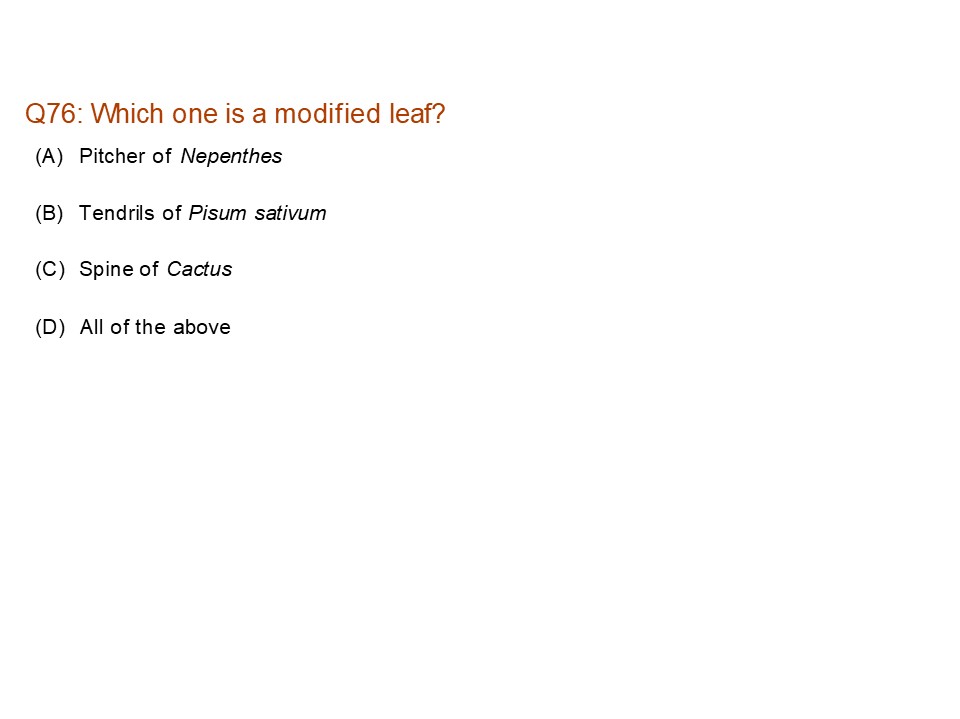 Q76: Which one is a modified leaf?
(A) Pitcher of Nepenthes
(B) Tendrils of Pisum sativum
(C) Spine of Cactus
(D) All of the above